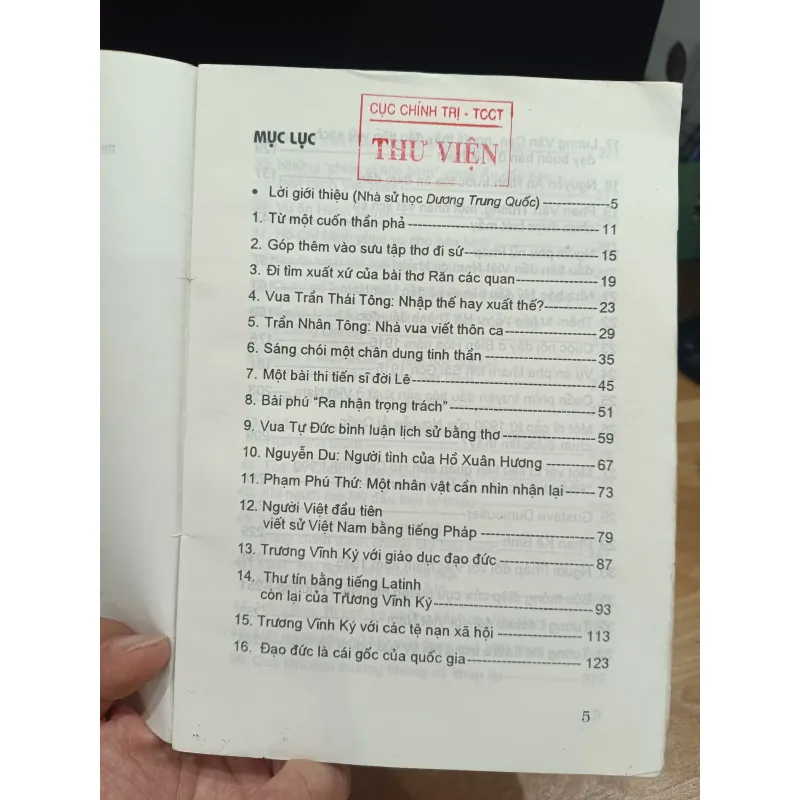 CỤC CHÍNH TRỊ - TCCT
THƯ VIỆN
MỤC LỤC
• Lời giới thiệu (Nhà sử học Dương Trung Quốc)---------------5
1. Từ một cuốn thần phả-------------------------------------- 11
2. Góp thêm vào sưu tập thơ đi sứ-------------------------- 15
3. Đi tìm xuất xứ của bài thơ Răn các quan---------------- 19
4. Vua Trần Thái Tông: Nhập thế hay xuất thế?----------- 23
5. Trần Nhân Tông: Nhà vua viết thôn ca------------------ 29
6. Sáng chói một chân dung tinh thần --------------------- 35
7. Một bài thi tiến sĩ đời Lê----------------------------------- 45
8. Bài phú “Ra nhận trọng trách”---------------------------- 51
9. Vua Tự Đức bình luận lịch sử bằng thơ ----------------- 59
10. Nguyễn Du: Người tình của Hồ Xuân Hương ---------- 67
11. Phạm Phú Thứ: Một nhân vật cần nhìn nhận lại ------ 73
12. Người Việt đầu tiên
viết sử Việt Nam bằng tiếng Pháp --------------------- 79
13. Trương Vĩnh Ký với giáo dục đạo đức ----------------- 87
14. Thư tín bằng tiếng Latinh
còn lại của Trương Vĩnh Ký---------------------------- 93
15. Trương Vĩnh Ký với các tệ nạn xã hội ---------------- 113
16. Đạo đức là cái gốc của quốc gia---------------------- 123
5